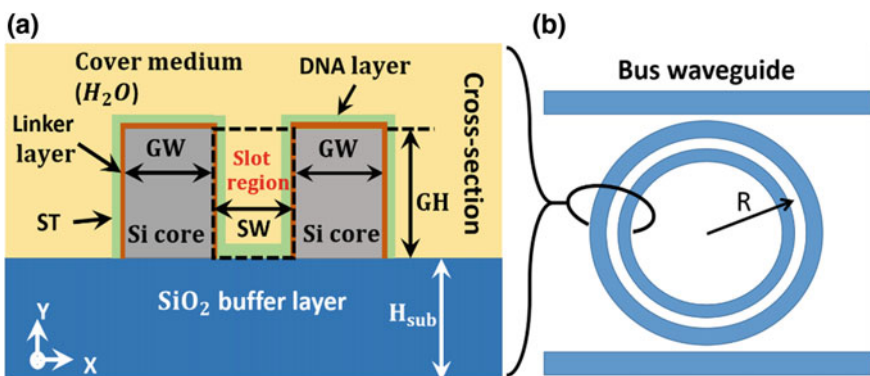 (a)
Cover medium
(H₂O)
DNA layer
Linker
layer
GW
Slot
region
GW
GH
ST
SW
Si core
Si core
SiO₂ buffer layer
H_sub
Y
X
Cross-section
(b)
Bus waveguide
R